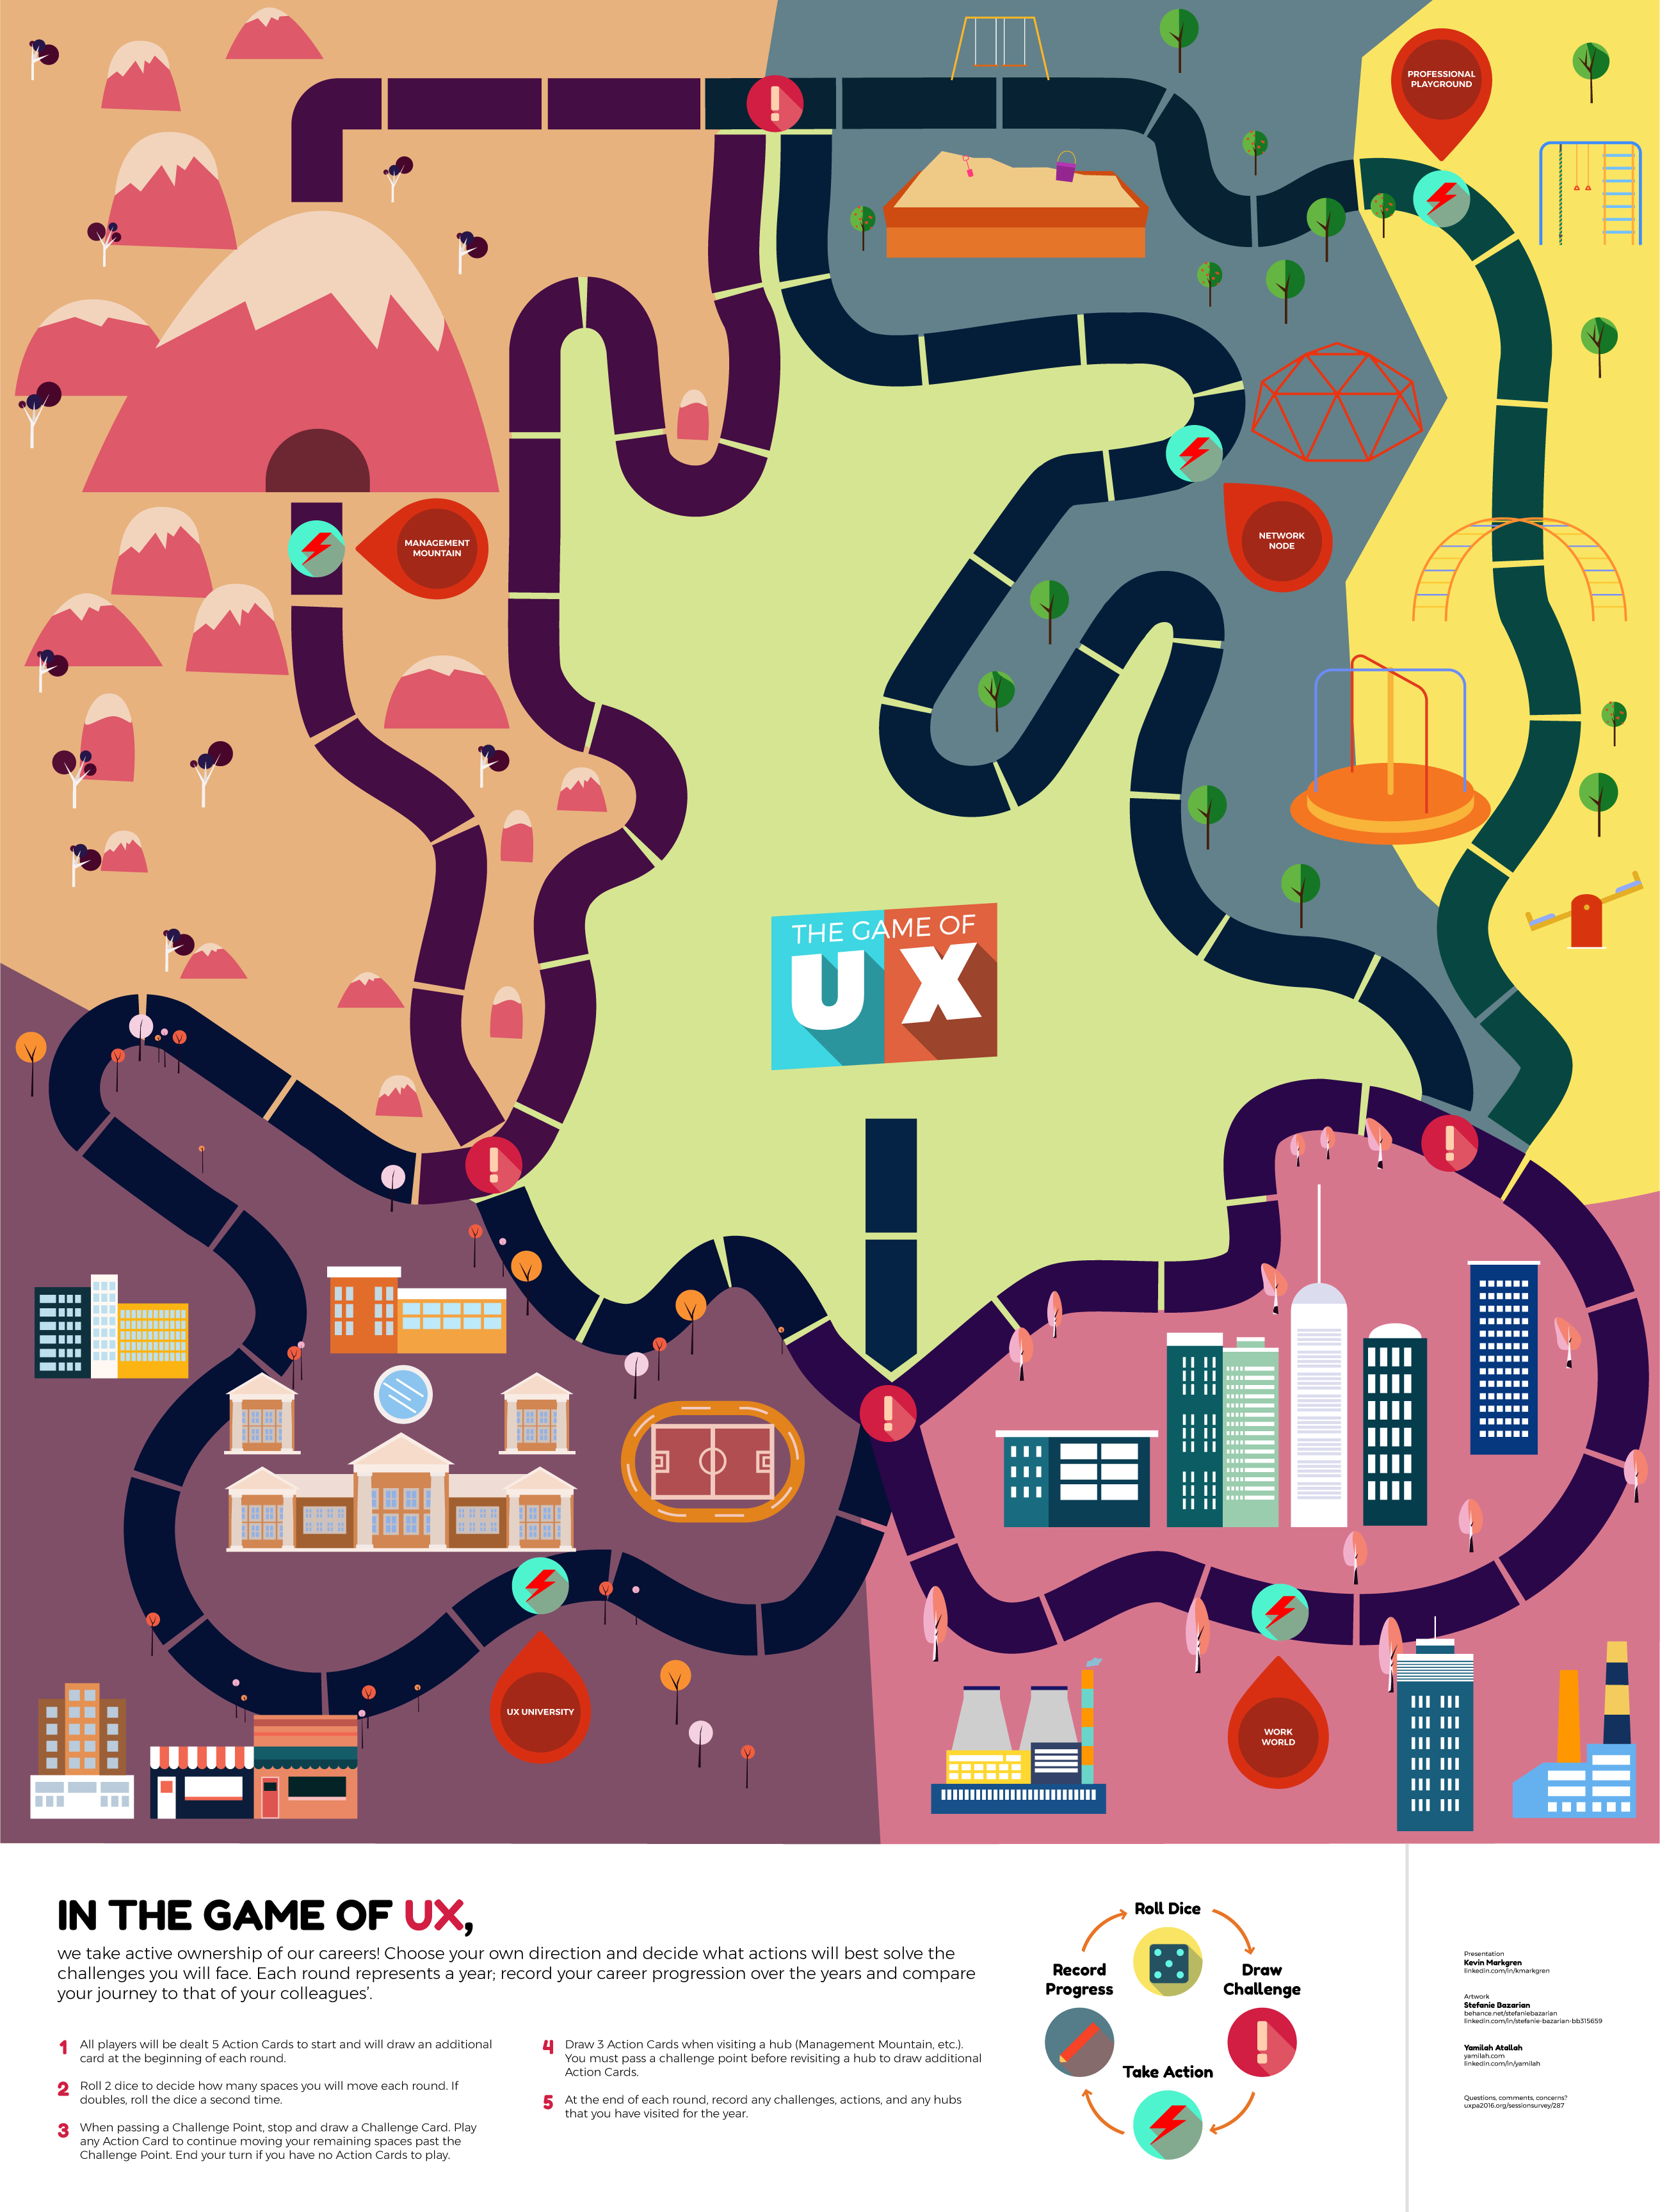 PROFESSIONAL
PLAYGROUND
MANAGEMENT
MOUNTAIN
NETWORK
NODE
THE GAME OF
UX
UX UNIVERSITY
WORK
WORLD
IN THE GAME OF UX,
we take active ownership of our careers! Choose your own direction and decide what actions will best solve the
challenges you will face. Each round represents a year; record your career progression over the years and compare
your journey to that of your colleagues'.
1 All players will be dealt 5 Action Cards to start and will draw an additional
card at the beginning of each round.
2 Roll 2 dice to decide how many spaces you will move each round. If
doubles, roll the dice a second time.
3 When passing a Challenge Point, stop and draw a Challenge Card. Play
any Action Card to continue moving your remaining spaces past the
Challenge Point. End your turn if you have no Action Cards to play.
4 Draw 3 Action Cards when visiting a hub (Management Mountain, etc.).
You must pass a challenge point before revisiting a hub to draw additional
Action Cards.
5 At the end of each round, record any challenges, actions, and any hubs
that you have visited for the year.
Roll Dice
Draw
Challenge
Take Action
Record
Progress
Presentation
Kevin Markgren
linkedin.com/in/kmarkgren
Artwork
Stefanie Bazarian
behance.net/stefaniebazarian
linkedin.com/in/stefanie-bazarian-bb315659
Yamilah Atallah
yamilah.com
linkedin.com/in/yamilah
Questions, comments, concerns?
uxpa2016.org/sessionsurvey/287